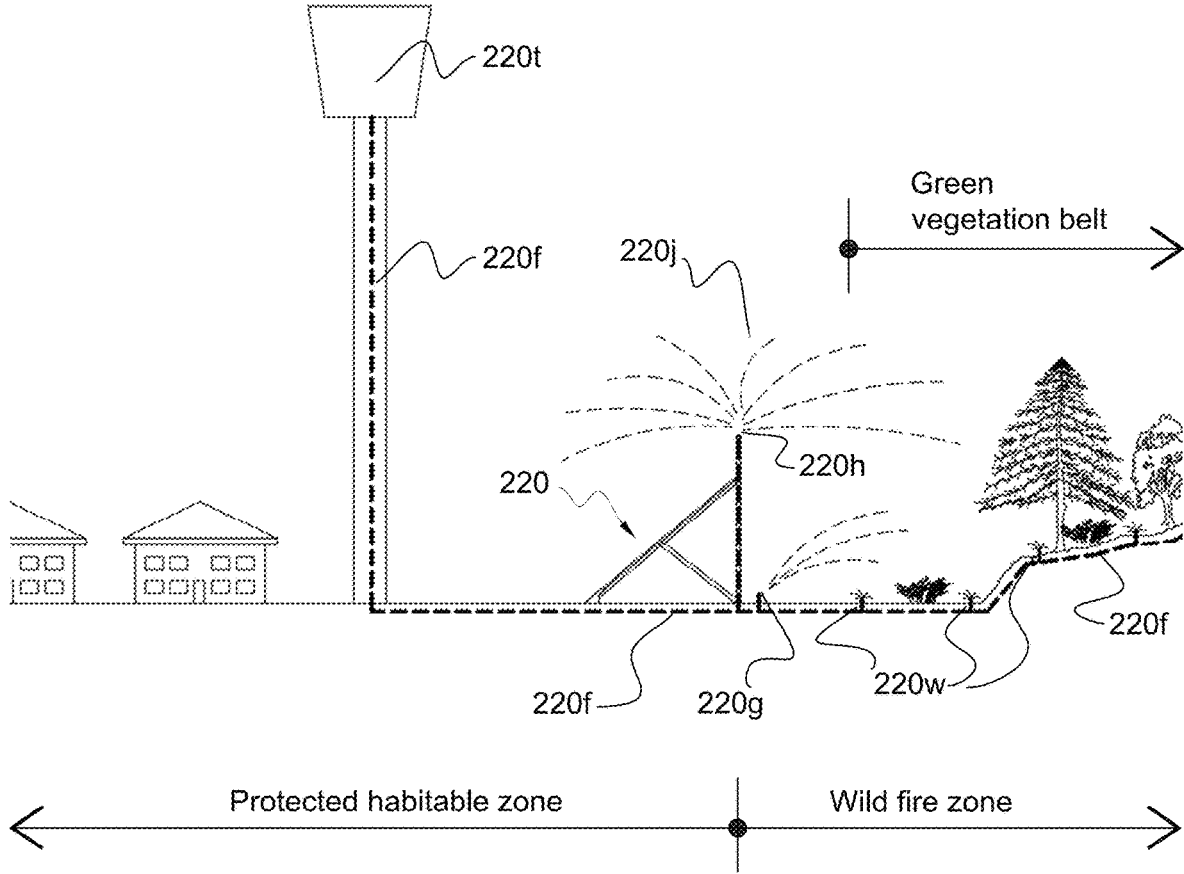 220t
Green
vegetation belt
220f
220j
220h
220
220f
220w
220f
220g
Protected habitable zone
Wild fire zone